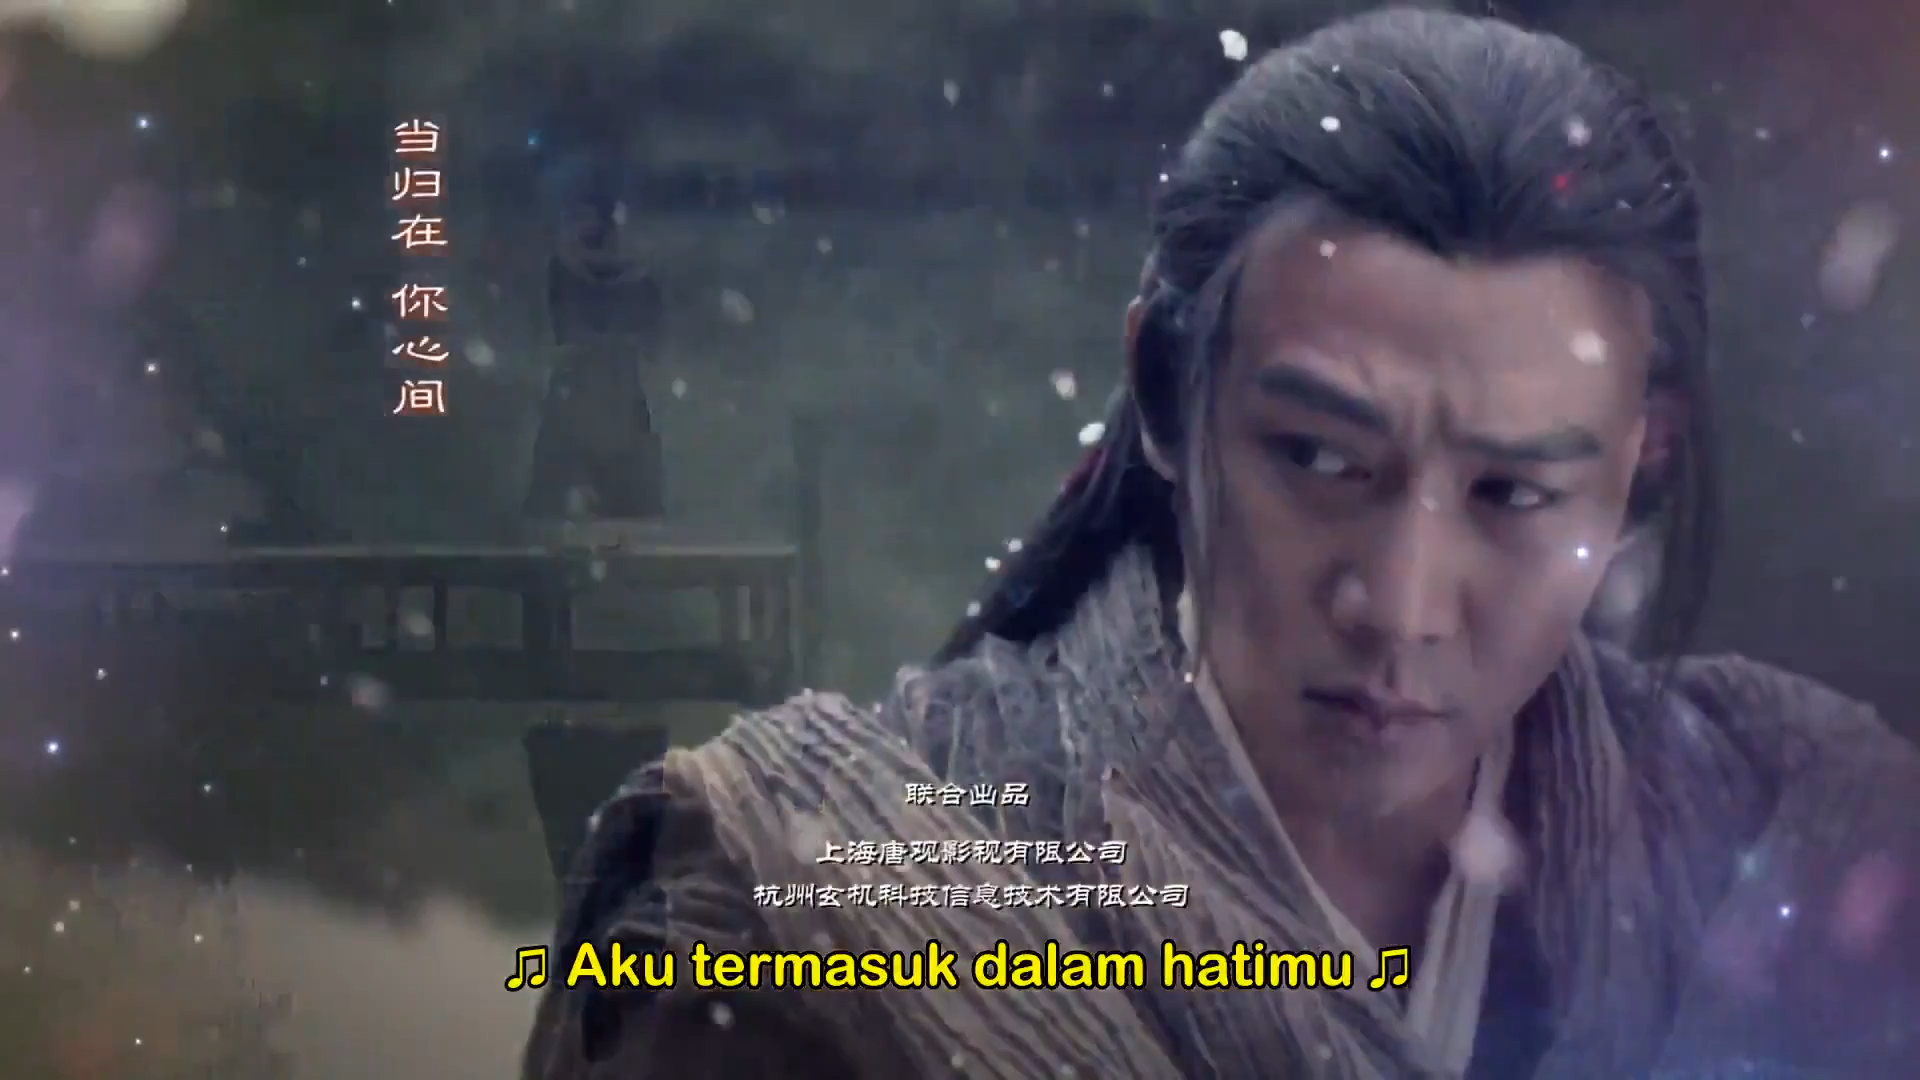 当归在 你心间
联合出品
上海唐观影视有限公司
杭州玄机科技信息技术有限公司
♫ Aku termasuk dalam hatimu ♫